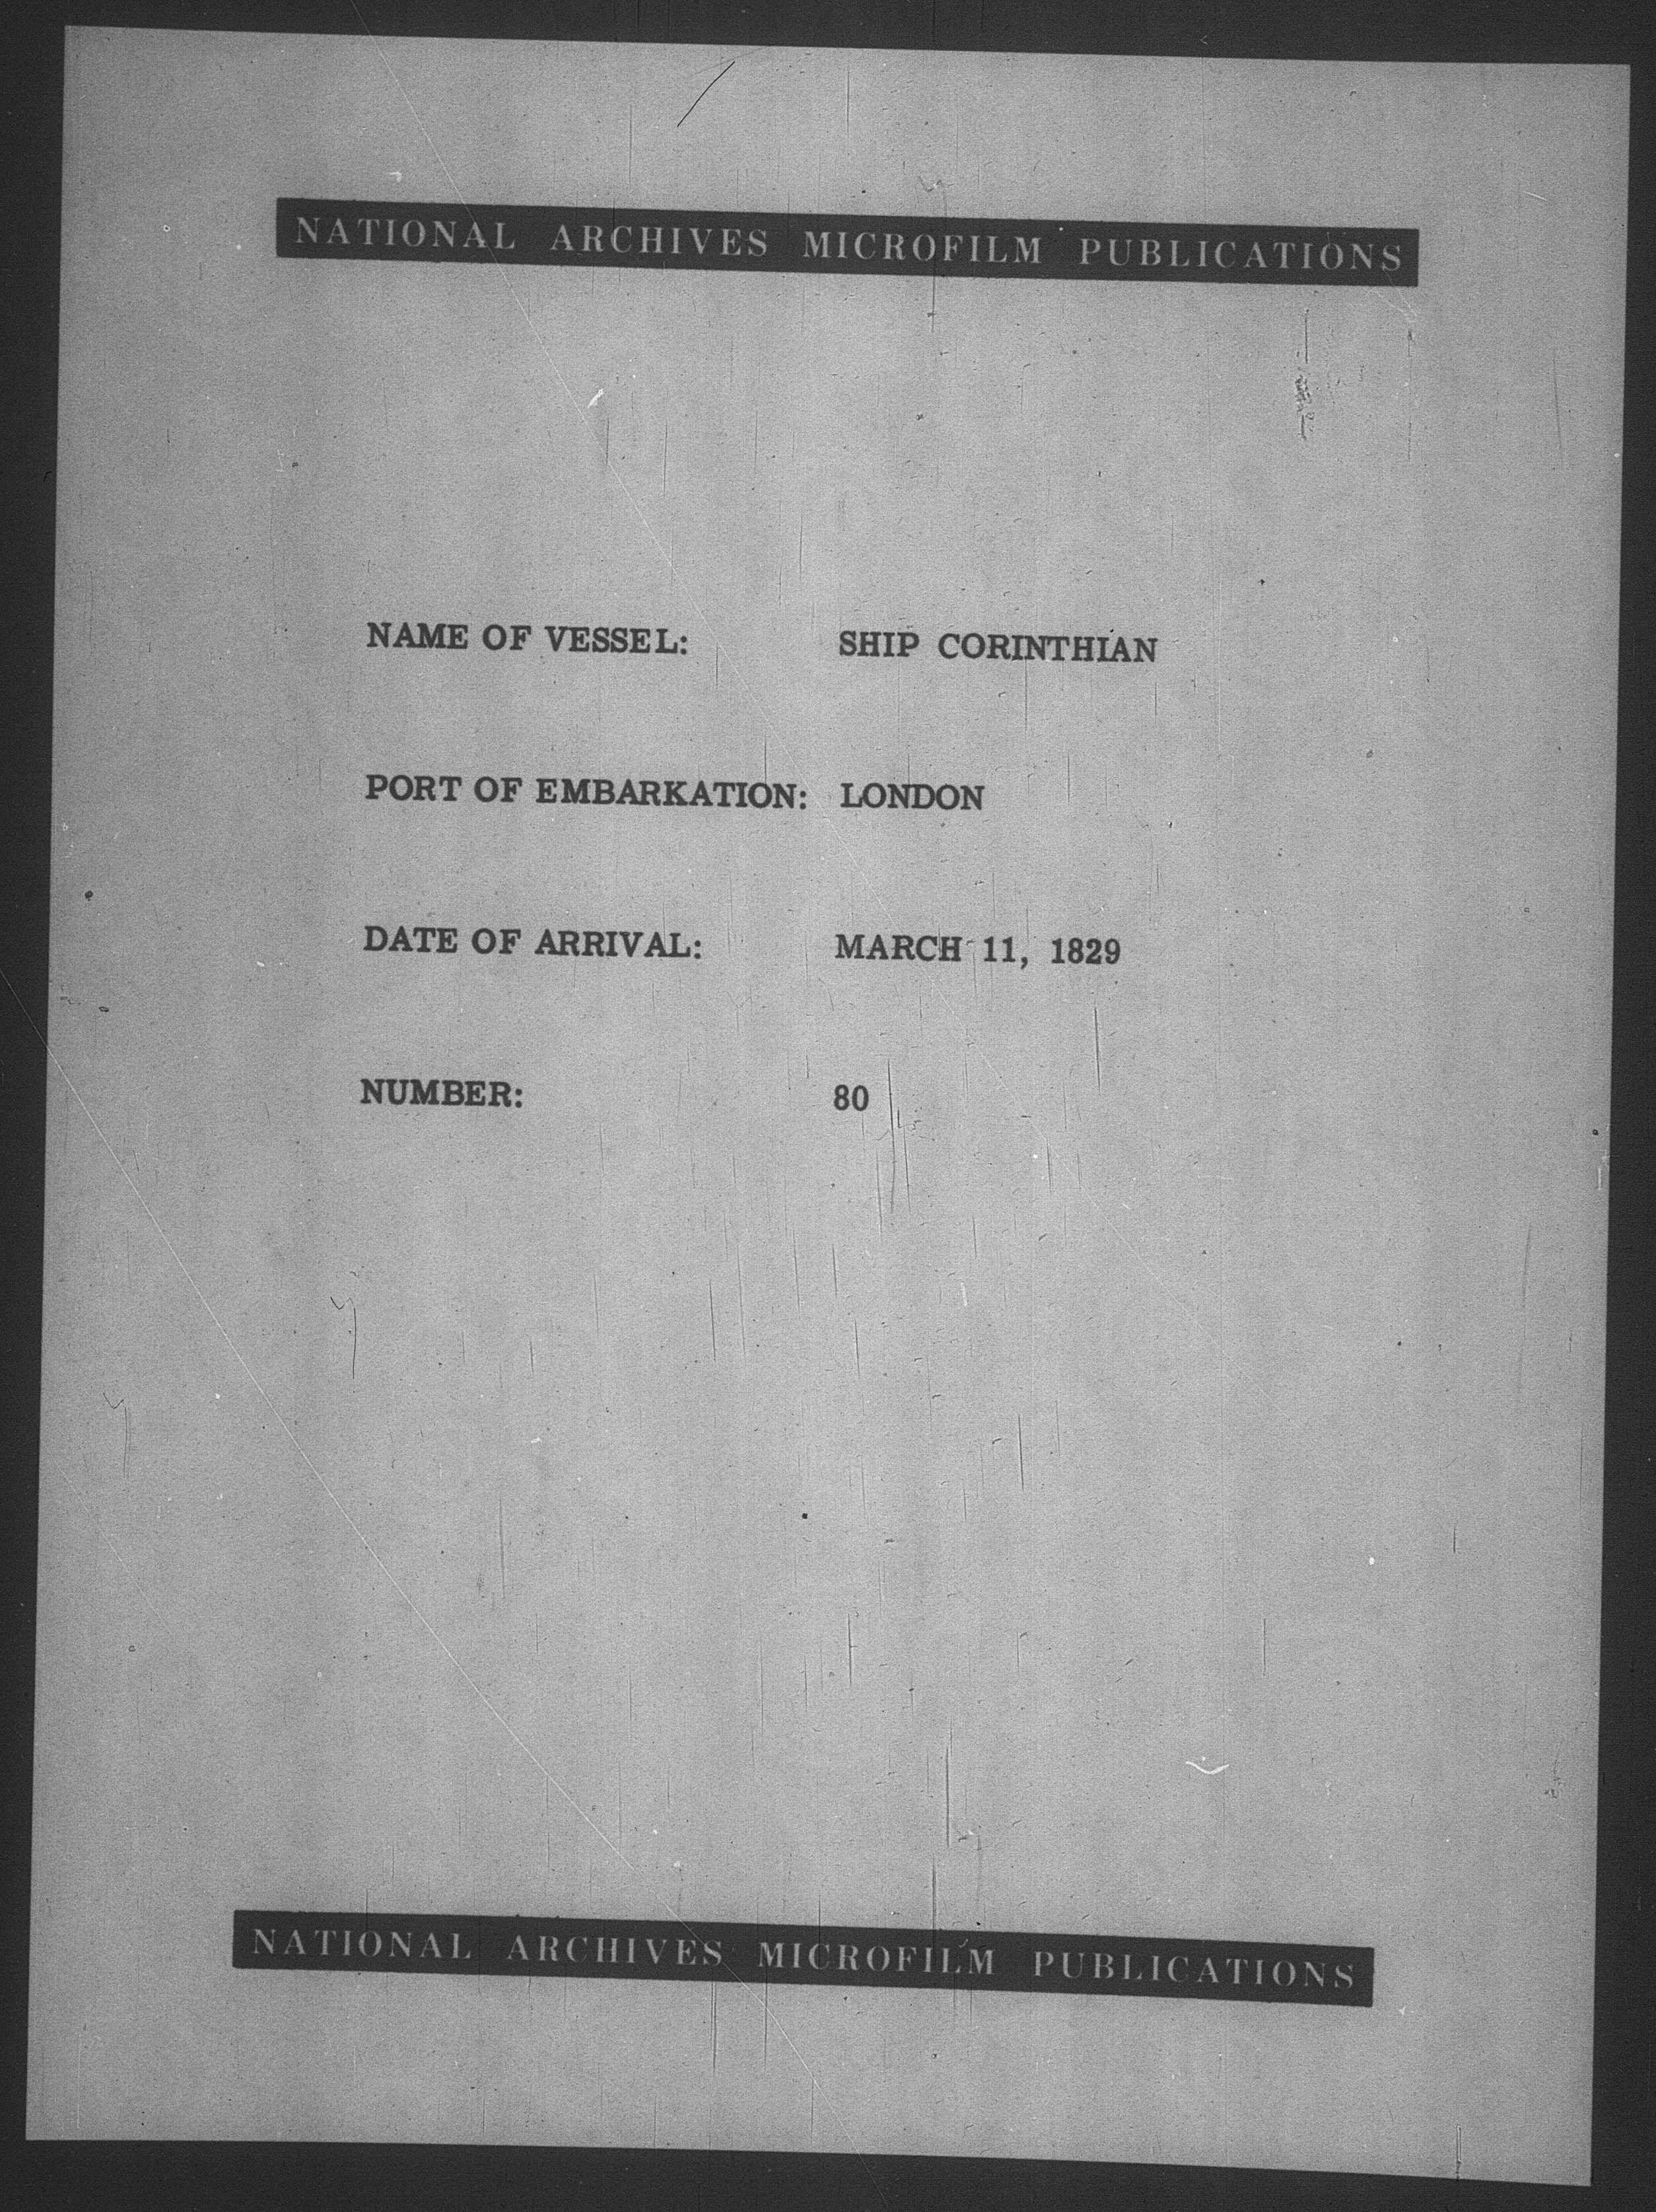 NATIONAL ARCHIVES MICROFILM PUBLICATIONS
NAME OF VESSEL: SHIP CORINTHIAN
PORT OF EMBARKATION: LONDON
DATE OF ARRIVAL: MARCH 11, 1829
NUMBER: 80
NATIONAL ARCHIVES MICROFILM PUBLICATIONS